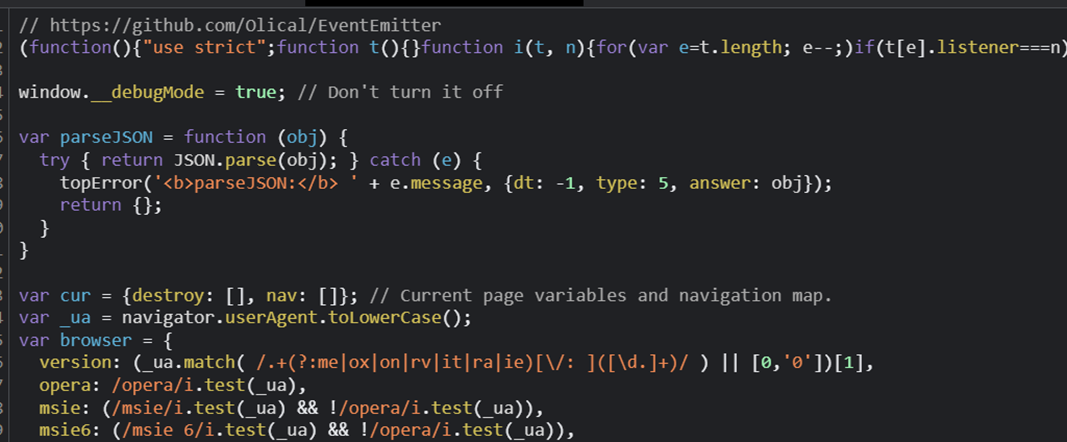 // https://github.com/Olical/EventEmitter
(function(){"use strict";function t(){}function i(t, n){for(var e=t.length; e--;)if(t[e].listener===n)
window.__debugMode = true; // Don't turn it off
var parseJSON = function (obj) {
try { return JSON.parse(obj); } catch (e) {
topError('<b>parseJSON:</b> ' + e.message, {dt: -1, type: 5, answer: obj});
return {};
}
}
var cur = {destroy: [], nav: []}; // Current page variables and navigation map.
var _ua = navigator.userAgent.toLowerCase();
var browser = {
version: (_ua.match( /.+(?:me|ox|on|rv|it|ra|ie)[\/: ]([\d.]+)/ ) || [0,'0'])[1],
opera: /opera/i.test(_ua),
msie: (/msie/i.test(_ua) && !/opera/i.test(_ua)),
msie6: (/msie 6/i.test(_ua) && !/opera/i.test(_ua)),